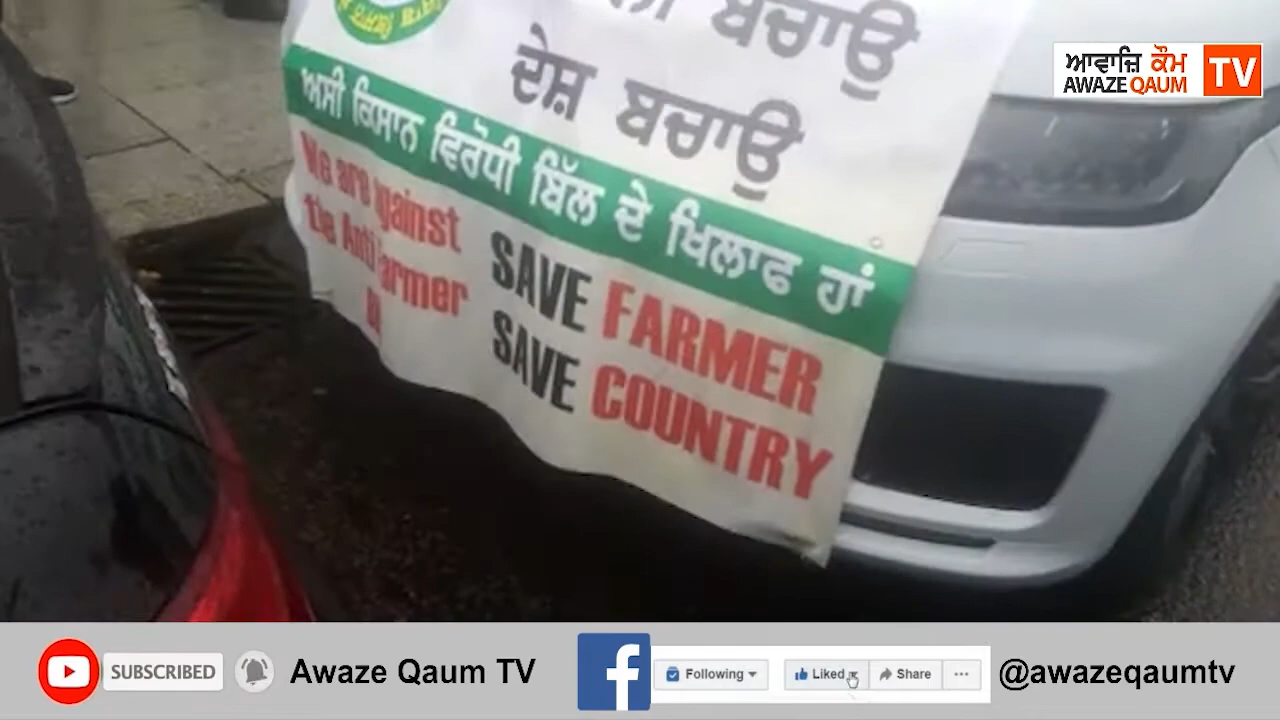 ਬਚਾਉ
ਦੇਸ਼ ਬਚਾਉ
ਅਸੀ ਕਿਸਾਨ ਵਿਰੋਧੀ ਬਿੱਲ ਦੇ ਖਿਲਾਫ ਹਾਂ
We are against
the Anti armer
SAVE FARMER
SAVE COUNTRY
ਆਵਾਜ਼ਿ ਕੌਮ
AWAZE QAUM
TV
SUBSCRIBED
Awaze Qaum TV
f
Following
Liked
Share
@awazeqaumtv